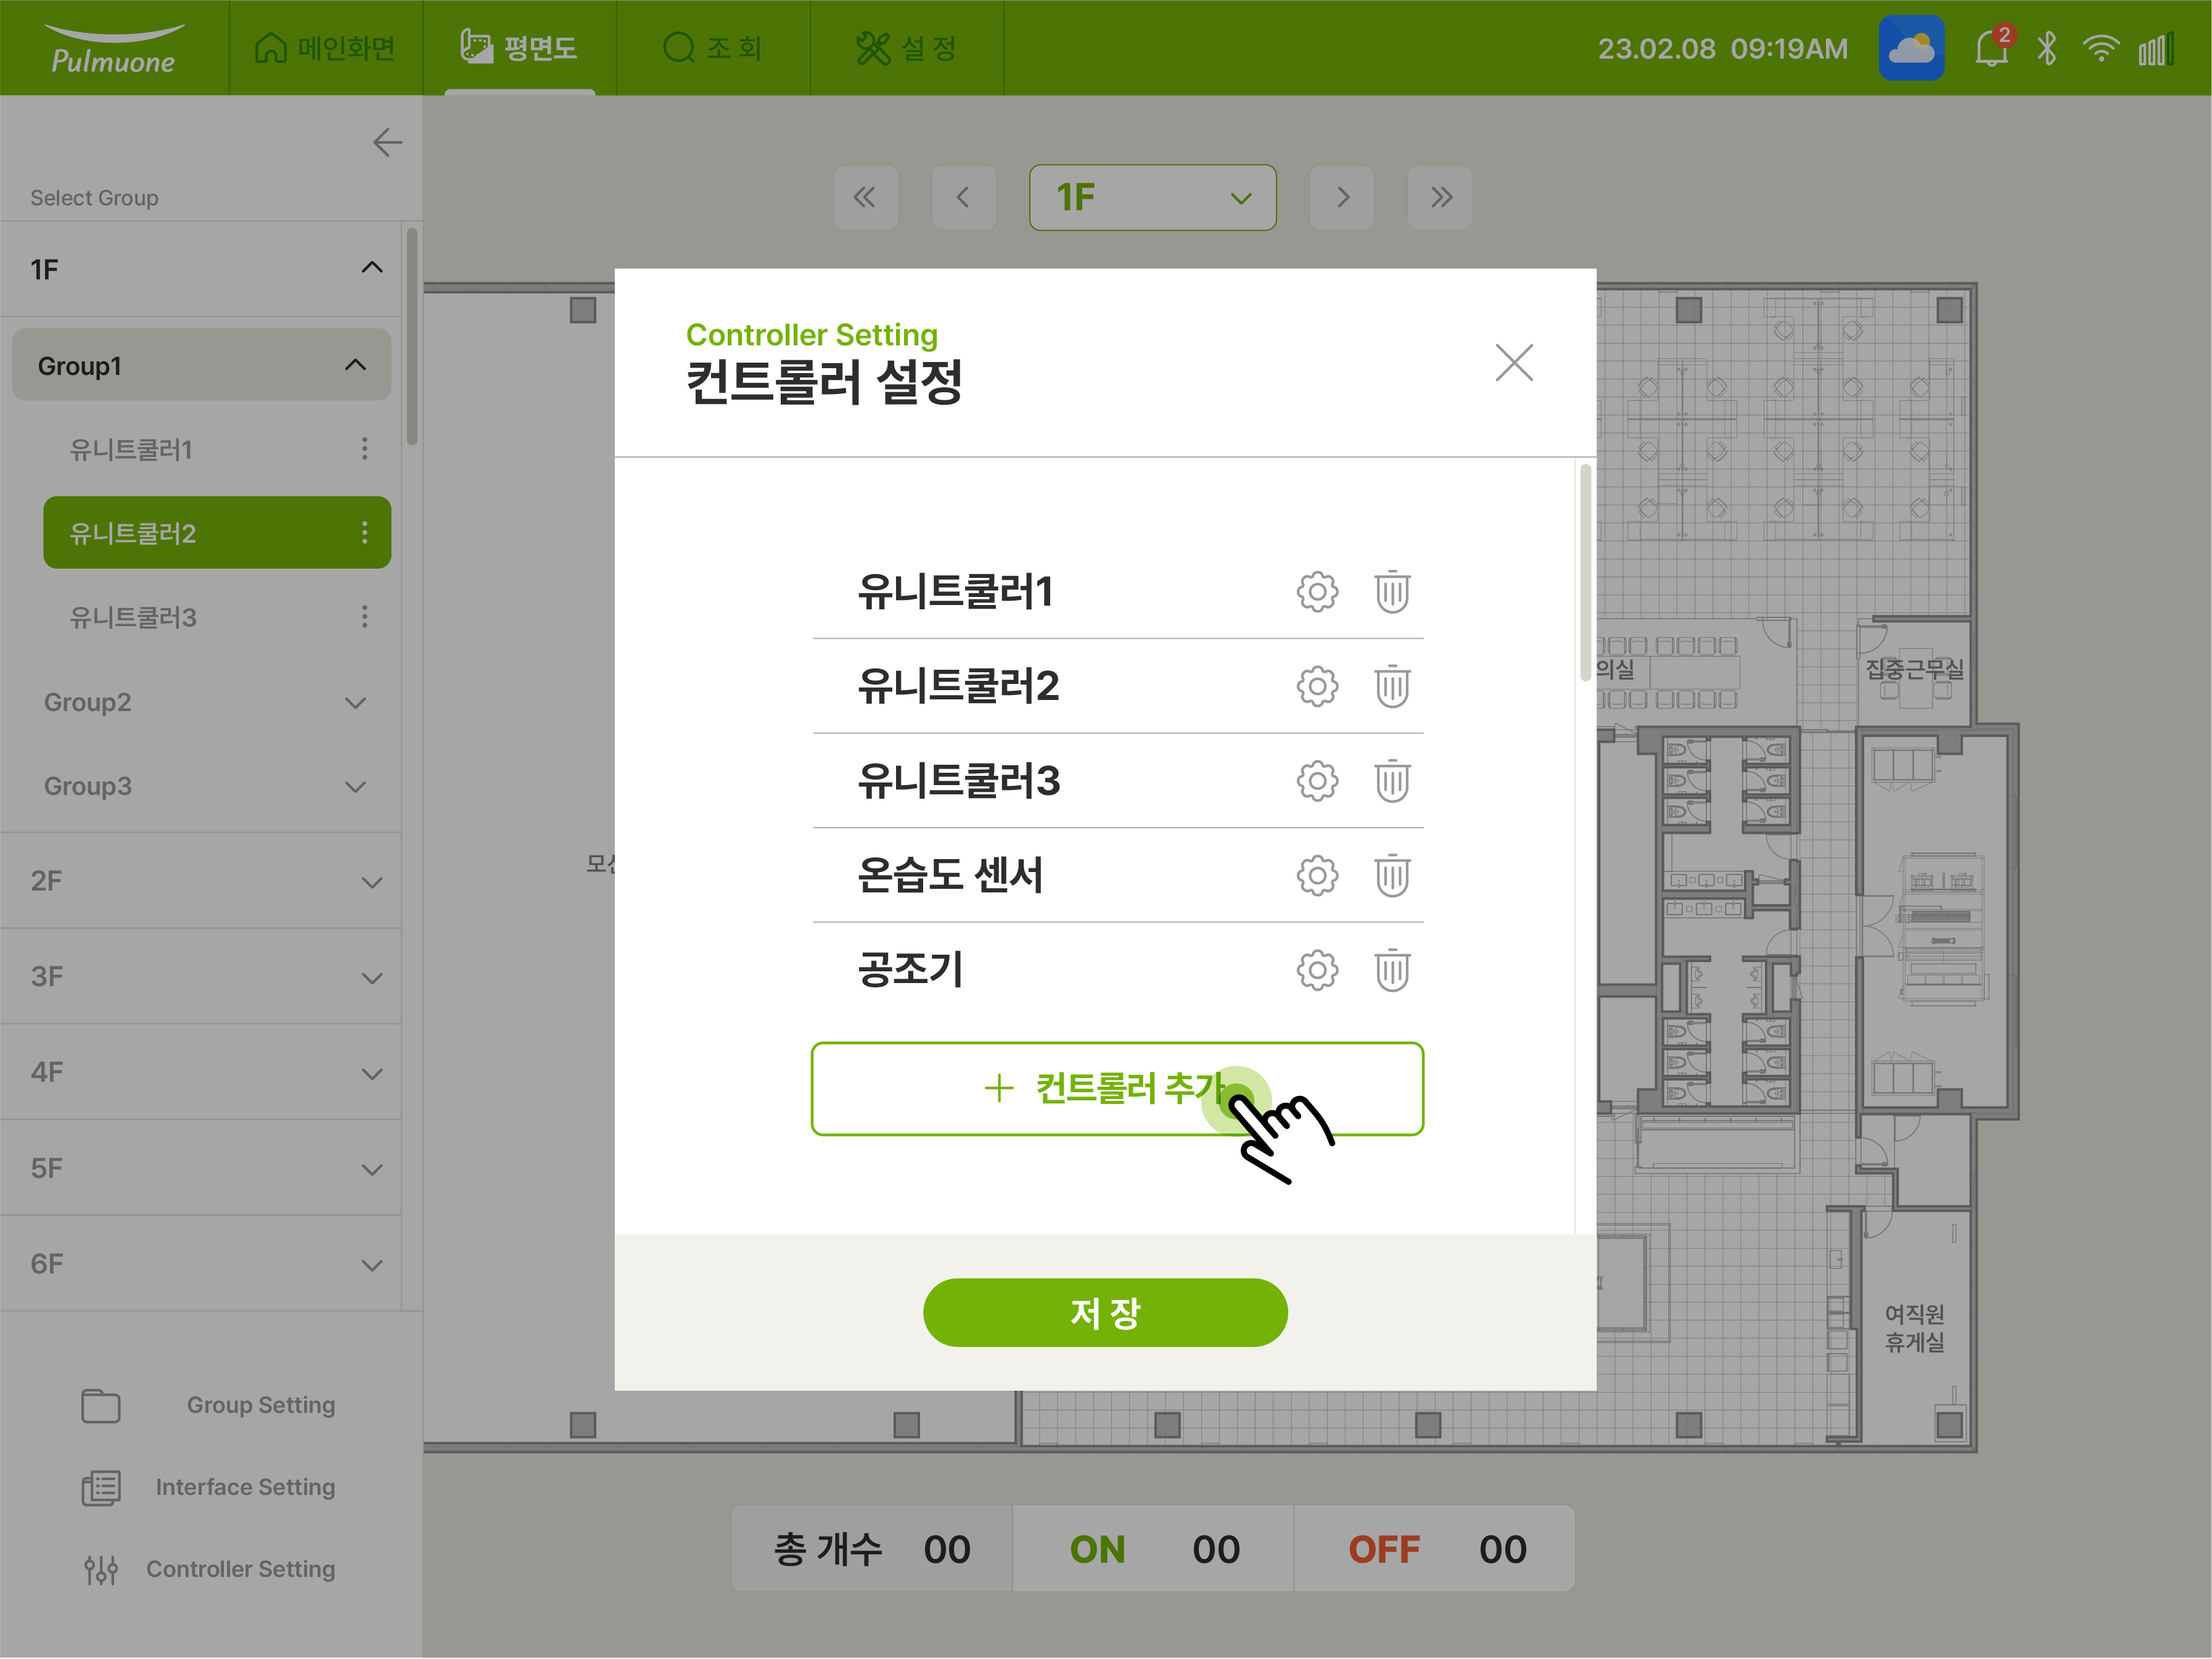 Pulmuone
메인화면
평면도
조 회
설 정
23.02.08 09:19AM
2
Select Group
1F
Group1
유니트쿨러1
유니트쿨러2
유니트쿨러3
Group2
Group3
2F
3F
4F
5F
6F
Group Setting
Interface Setting
Controller Setting
1F
Controller Setting
컨트롤러 설정
유니트쿨러1
유니트쿨러2
유니트쿨러3
온습도 센서
공조기
+ 컨트롤러 추가
저 장
의실
집중근무실
여직원
휴게실
총 개수 00
ON 00
OFF 00